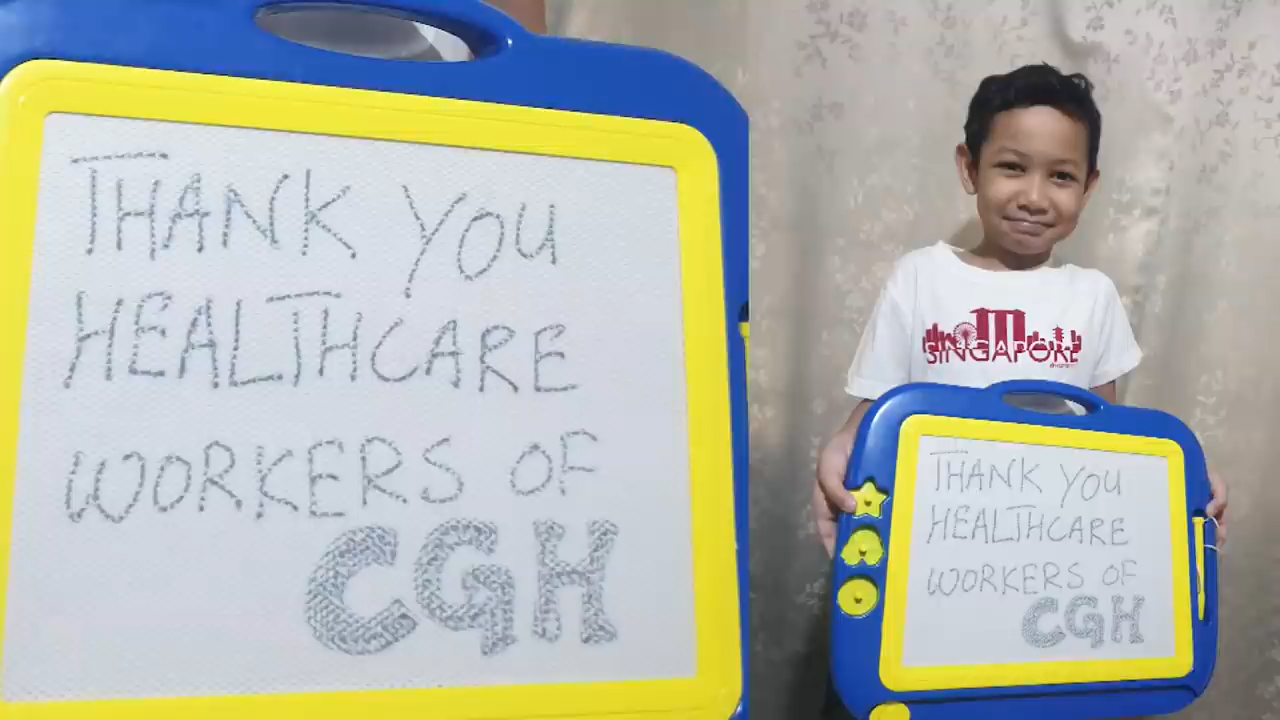 THANK YOU
HEALTHCARE
WORKERS OF
CGH
SINGAPORE
THANK YOU
HEALTHCARE
WORKERS OF
CGH